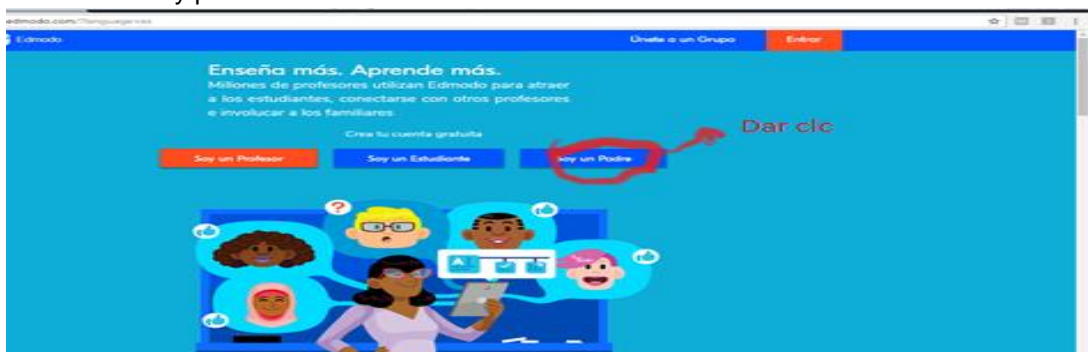 edmodo.com/?language=es
Edmodo
Únete a un Grupo
Entrar
Enseña más. Aprende más.
Millones de profesores utilizan Edmodo para atraer
a los estudiantes, conectarse con otros profesores
e involucrar a los familiares.
Crea tu cuenta gratuita
Dar clc
Soy un Profesor
Soy un Estudiante
Soy un Padre
?
A